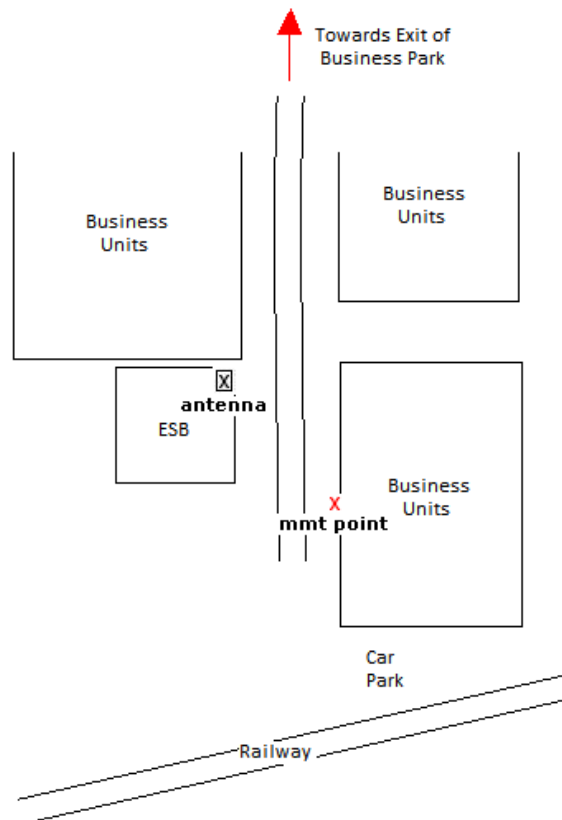 Towards Exit of
Business Park
Business
Units
Business
Units
X
antenna
ESB
Business
Units
X
mmt point
Car
Park
Railway